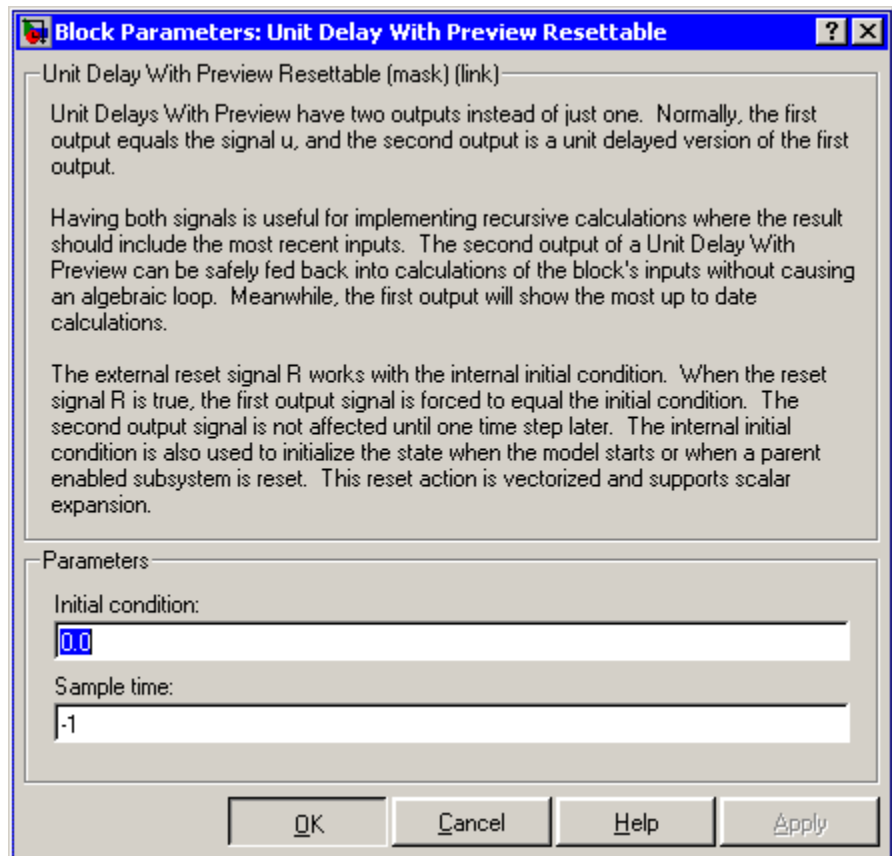 Block Parameters: Unit Delay With Preview Resettable
Unit Delay With Preview Resettable (mask) (link)
Unit Delays With Preview have two outputs instead of just one.  Normally, the first
output equals the signal u, and the second output is a unit delayed version of the first
output.
Having both signals is useful for implementing recursive calculations where the result
should include the most recent inputs.  The second output of a Unit Delay With
Preview can be safely fed back into calculations of the block's inputs without causing
an algebraic loop.  Meanwhile, the first output will show the most up to date
calculations.
The external reset signal R works with the internal initial condition.  When the reset
signal R is true, the first output signal is forced to equal the initial condition.  The
second output signal is not affected until one time step later.  The internal initial
condition is also used to initialize the state when the model starts or when a parent
enabled subsystem is reset.  This reset action is vectorized and supports scalar
expansion.
Parameters
Initial condition:
0.0
Sample time:
-1
OK
Cancel
Help
Apply